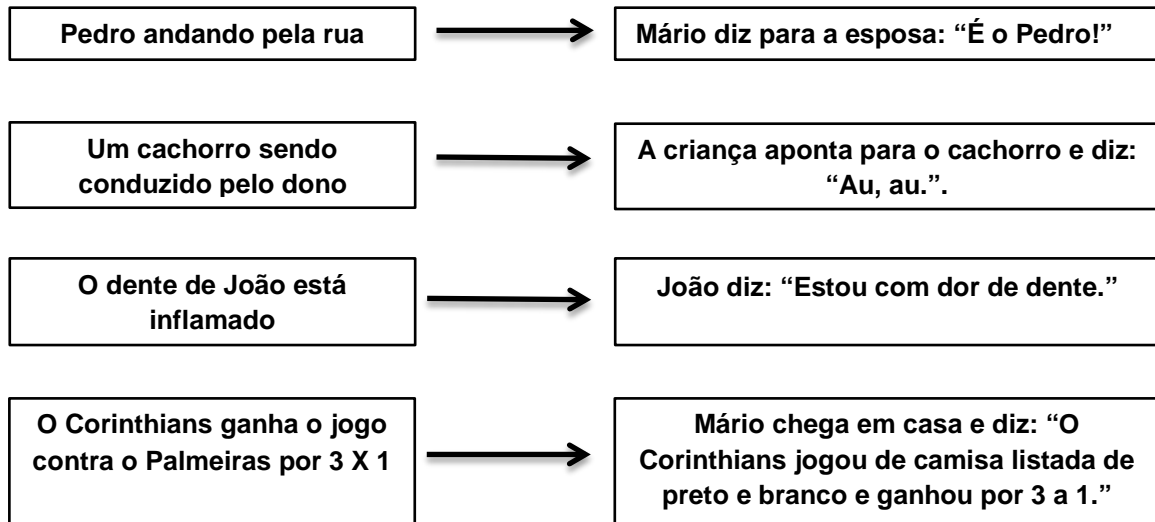 Pedro andando pela rua
Mário diz para a esposa: “É o Pedro!”
Um cachorro sendo
conduzido pelo dono
A criança aponta para o cachorro e diz:
“Au, au.”.
O dente de João está
inflamado
João diz: “Estou com dor de dente.”
O Corinthians ganha o jogo
contra o Palmeiras por 3 X 1
Mário chega em casa e diz: “O
Corinthians jogou de camisa listada de
preto e branco e ganhou por 3 a 1.”